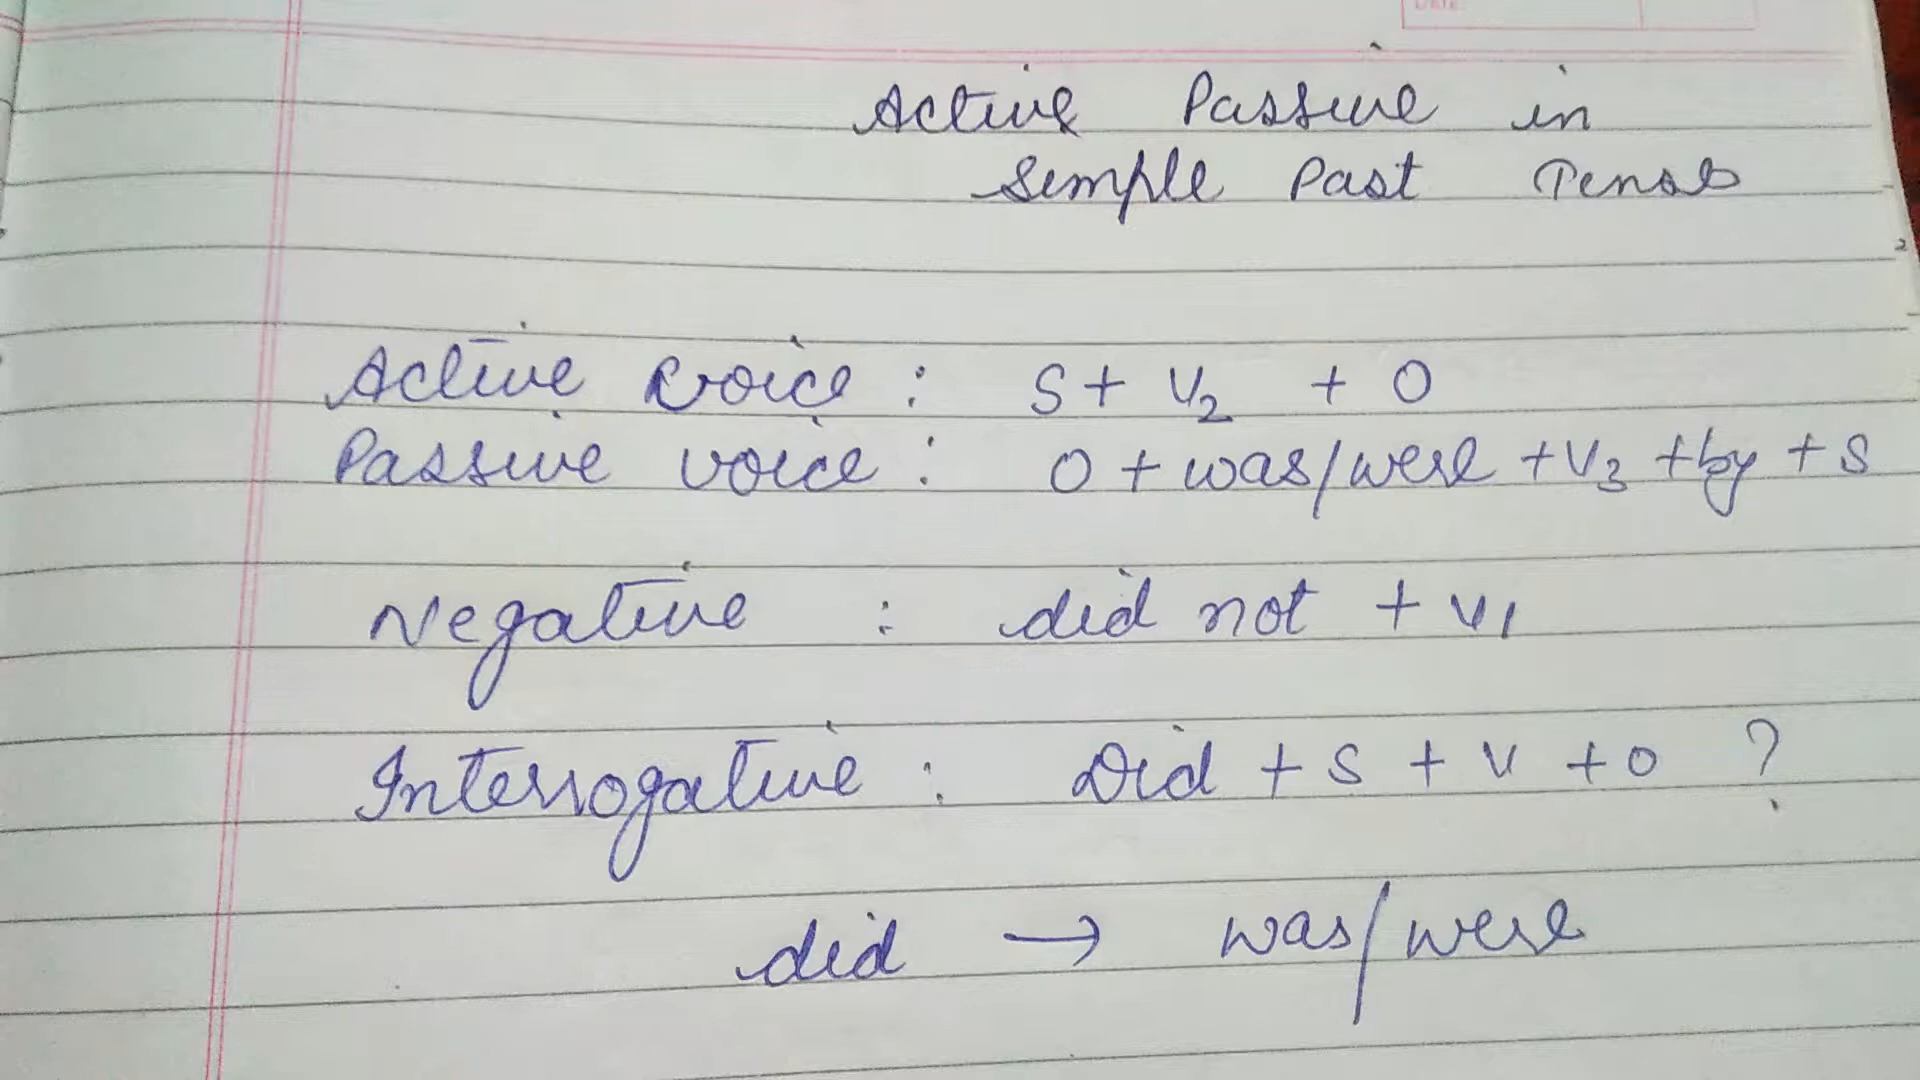 DATE
Active Passive in
Simple Past Tense
Active voice : S + V2 + O
Passive voice : O + was/were + V3 + by + S
Negative : did not + V1
Interrogative : Did + S + V + O ?
did → was/were